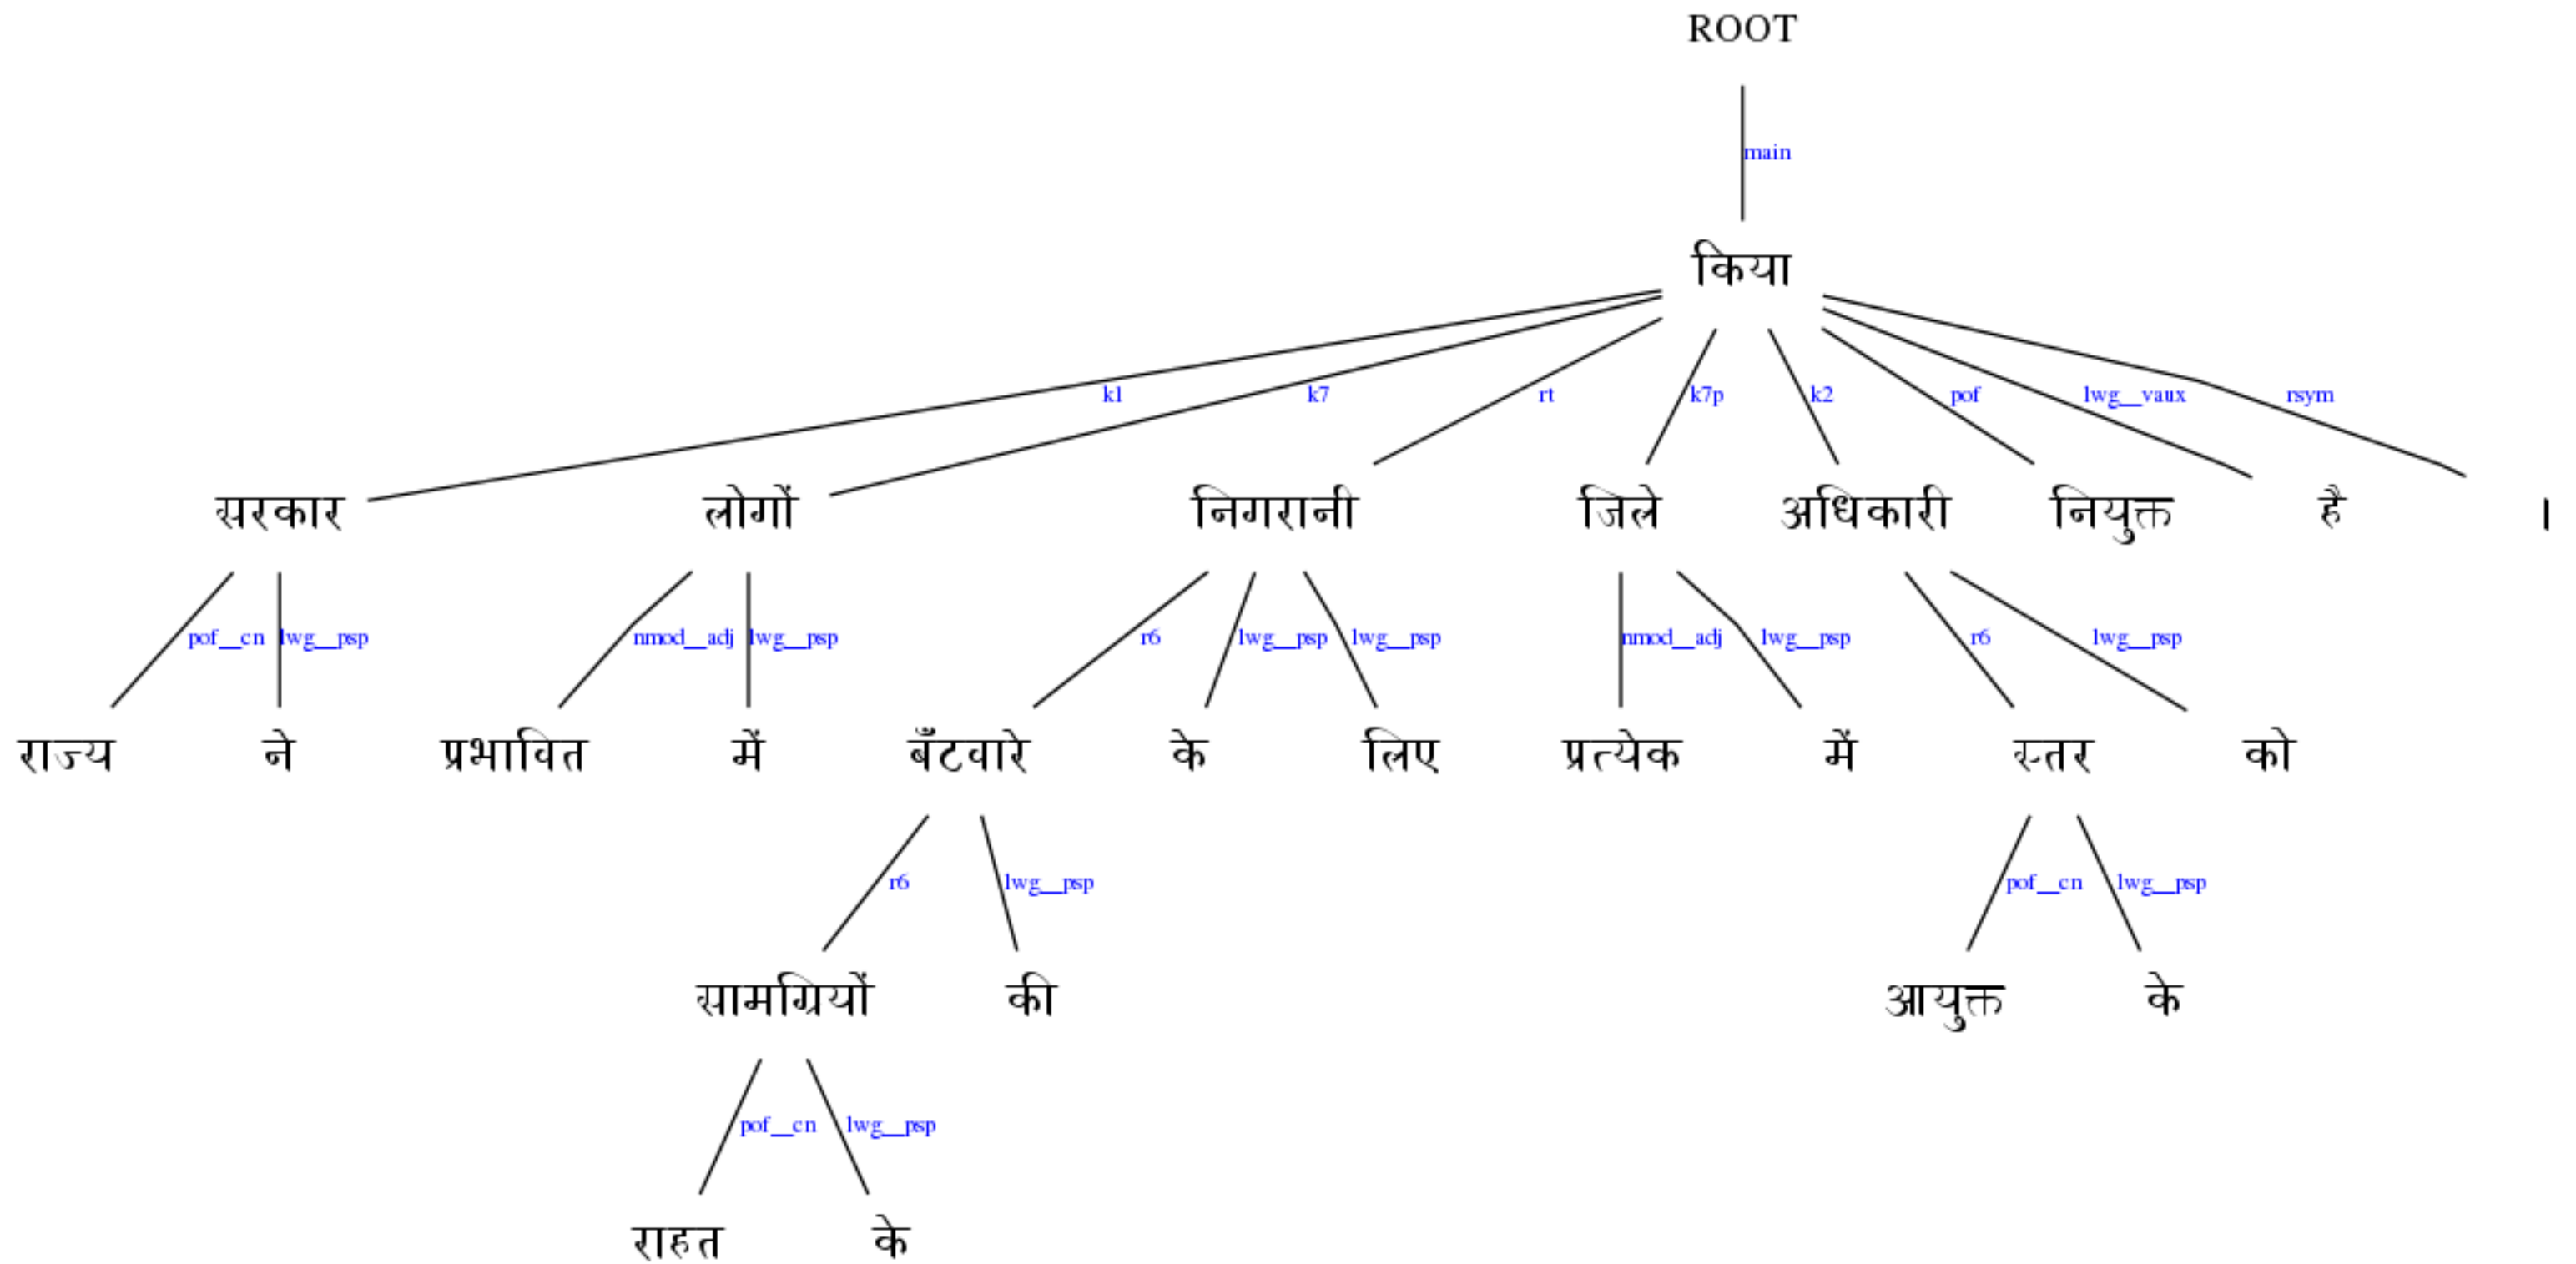 ROOT
main
किया
k1 k7 rt k7p k2 pof lwg__vaux rsym
सरकार लोगों निगरानी जिले अधिकारी नियुक्त है ।
pof__cn lwg__psp nmod__adj lwg__psp r6 lwg__psp lwg__psp nmod__adj lwg__psp r6 lwg__psp
राज्य ने प्रभावित में बँटवारे के लिए प्रत्येक में स्तर को
r6 lwg__psp pof__cn lwg__psp
सामग्रियों की आयुक्त के
pof__cn lwg__psp
राहत के